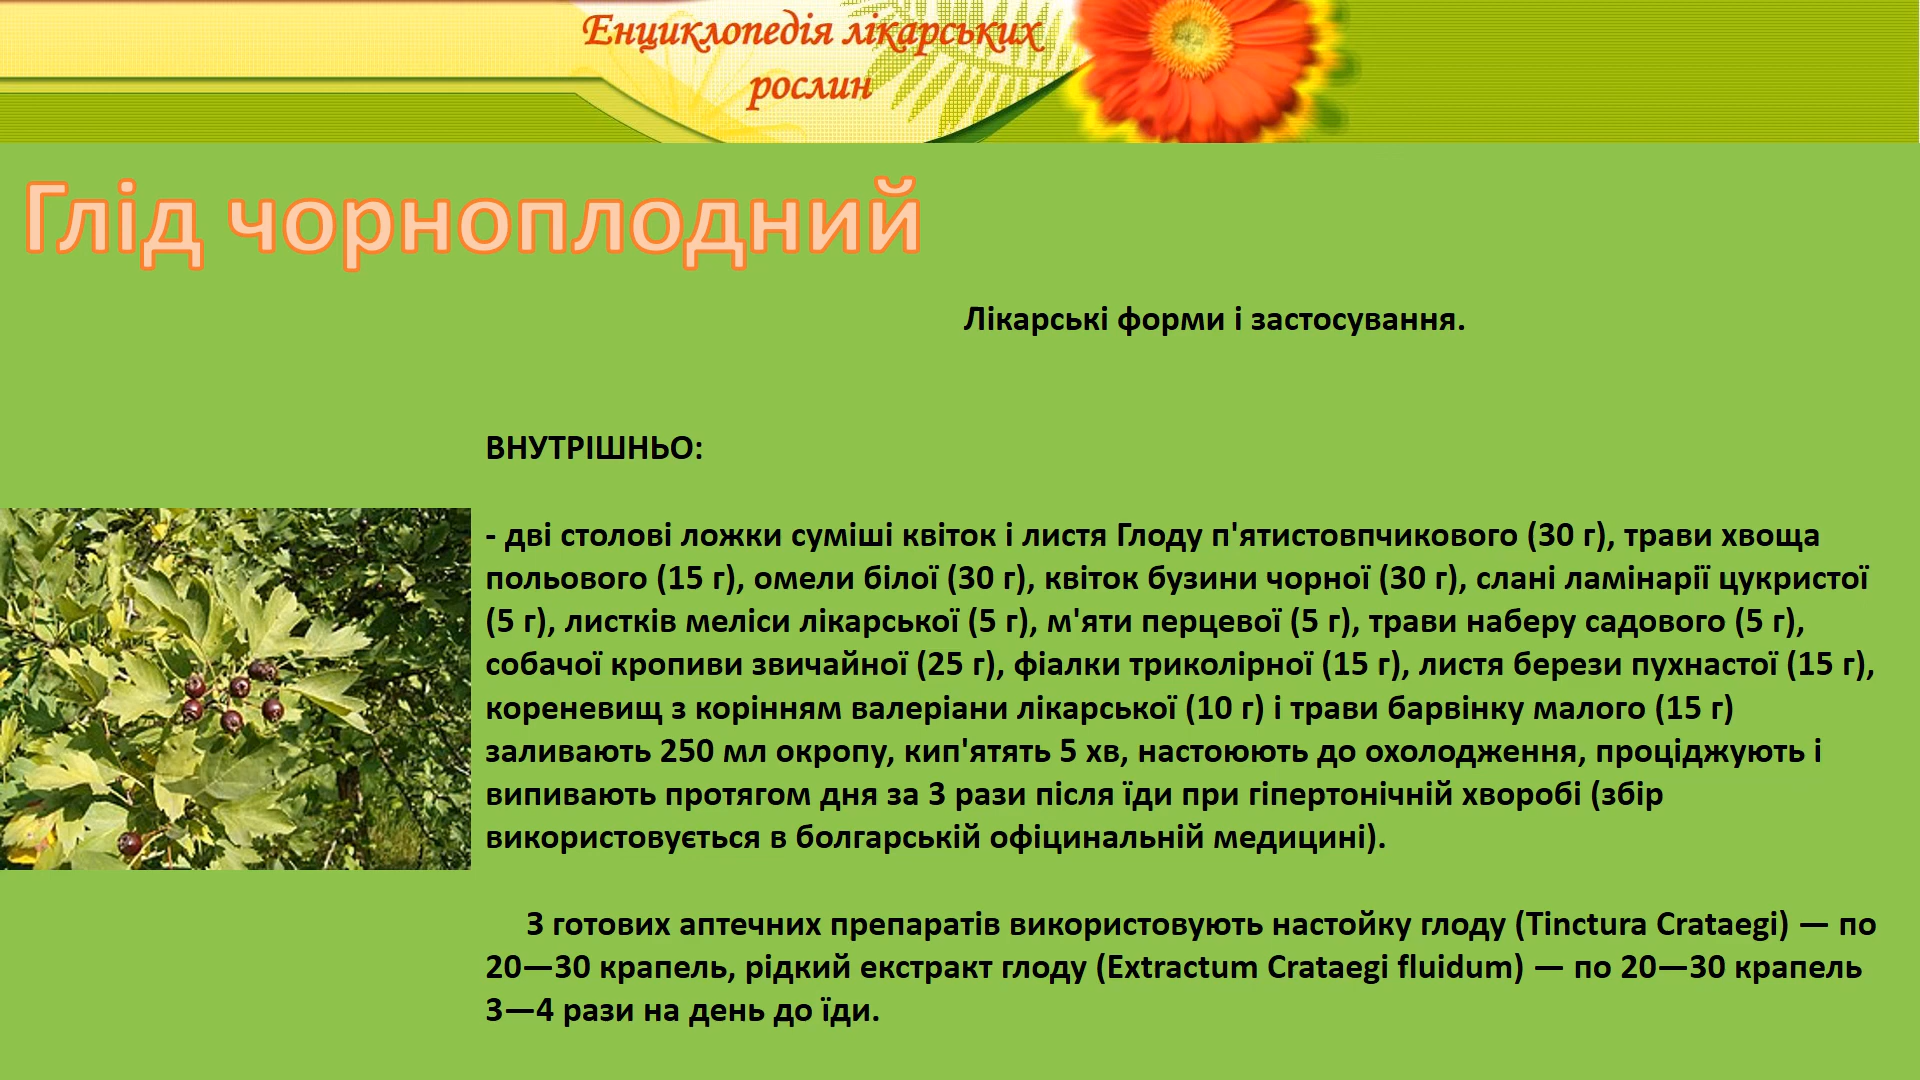 Енциклопедія лікарських
рослин
Глід чорноплодний
Лікарські форми і застосування.
ВНУТРІШНЬО:
- дві столові ложки суміші квіток і листя Глоду п'ятистовпчикового (30 г), трави хвоща
польового (15 г), омели білої (30 г), квіток бузини чорної (30 г), слані ламінарії цукристої
(5 г), листків меліси лікарської (5 г), м'яти перцевої (5 г), трави наберу садового (5 г),
собачої кропиви звичайної (25 г), фіалки триколірної (15 г), листя берези пухнастої (15 г),
кореневищ з корінням валеріани лікарської (10 г) і трави барвінку малого (15 г)
заливають 250 мл окропу, кип'ятять 5 хв, настоюють до охолодження, проціджують і
випивають протягом дня за 3 рази після їди при гіпертонічній хворобі (збір
використовується в болгарській офіцинальній медицині).
З готових аптечних препаратів використовують настойку глоду (Tinctura Crataegi) — по
20—30 крапель, рідкий екстракт глоду (Extractum Crataegi fluidum) — по 20—30 крапель
3—4 рази на день до їди.